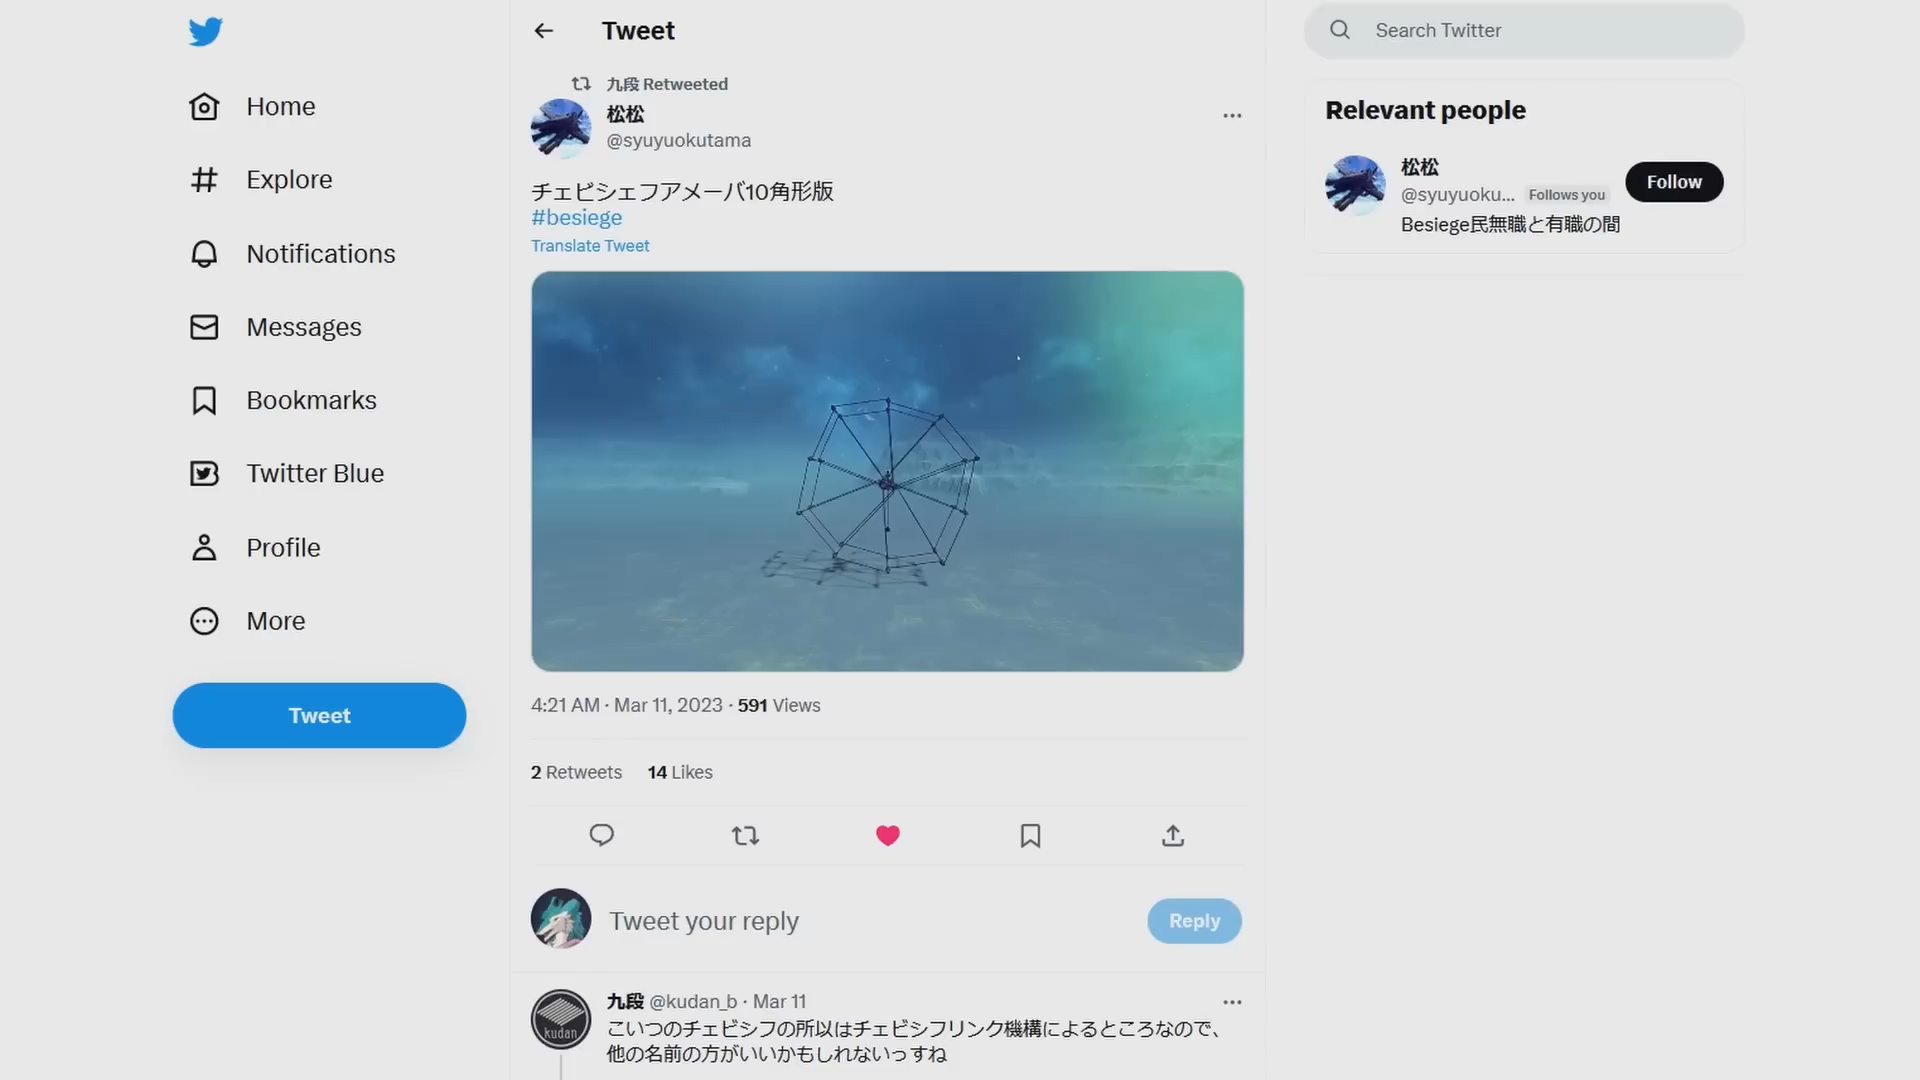 Home
Explore
Notifications
Messages
Bookmarks
Twitter Blue
Profile
More
Tweet
Tweet
九段 Retweeted
松松
@syuyuokutama
チェビシェフアメーバ10角形版
#besiege
Translate Tweet
4:21 AM · Mar 11, 2023 · 591 Views
2 Retweets 14 Likes
Tweet your reply
Reply
kudan
九段 @kudan_b · Mar 11
こいつのチェビシフの所以はチェビシフリンク機構によるところなので、
他の名前の方がいいかもしれないっすね
Search Twitter
Relevant people
松松
@syuyuoku... Follows you
Follow
Besiege民無職と有職の間